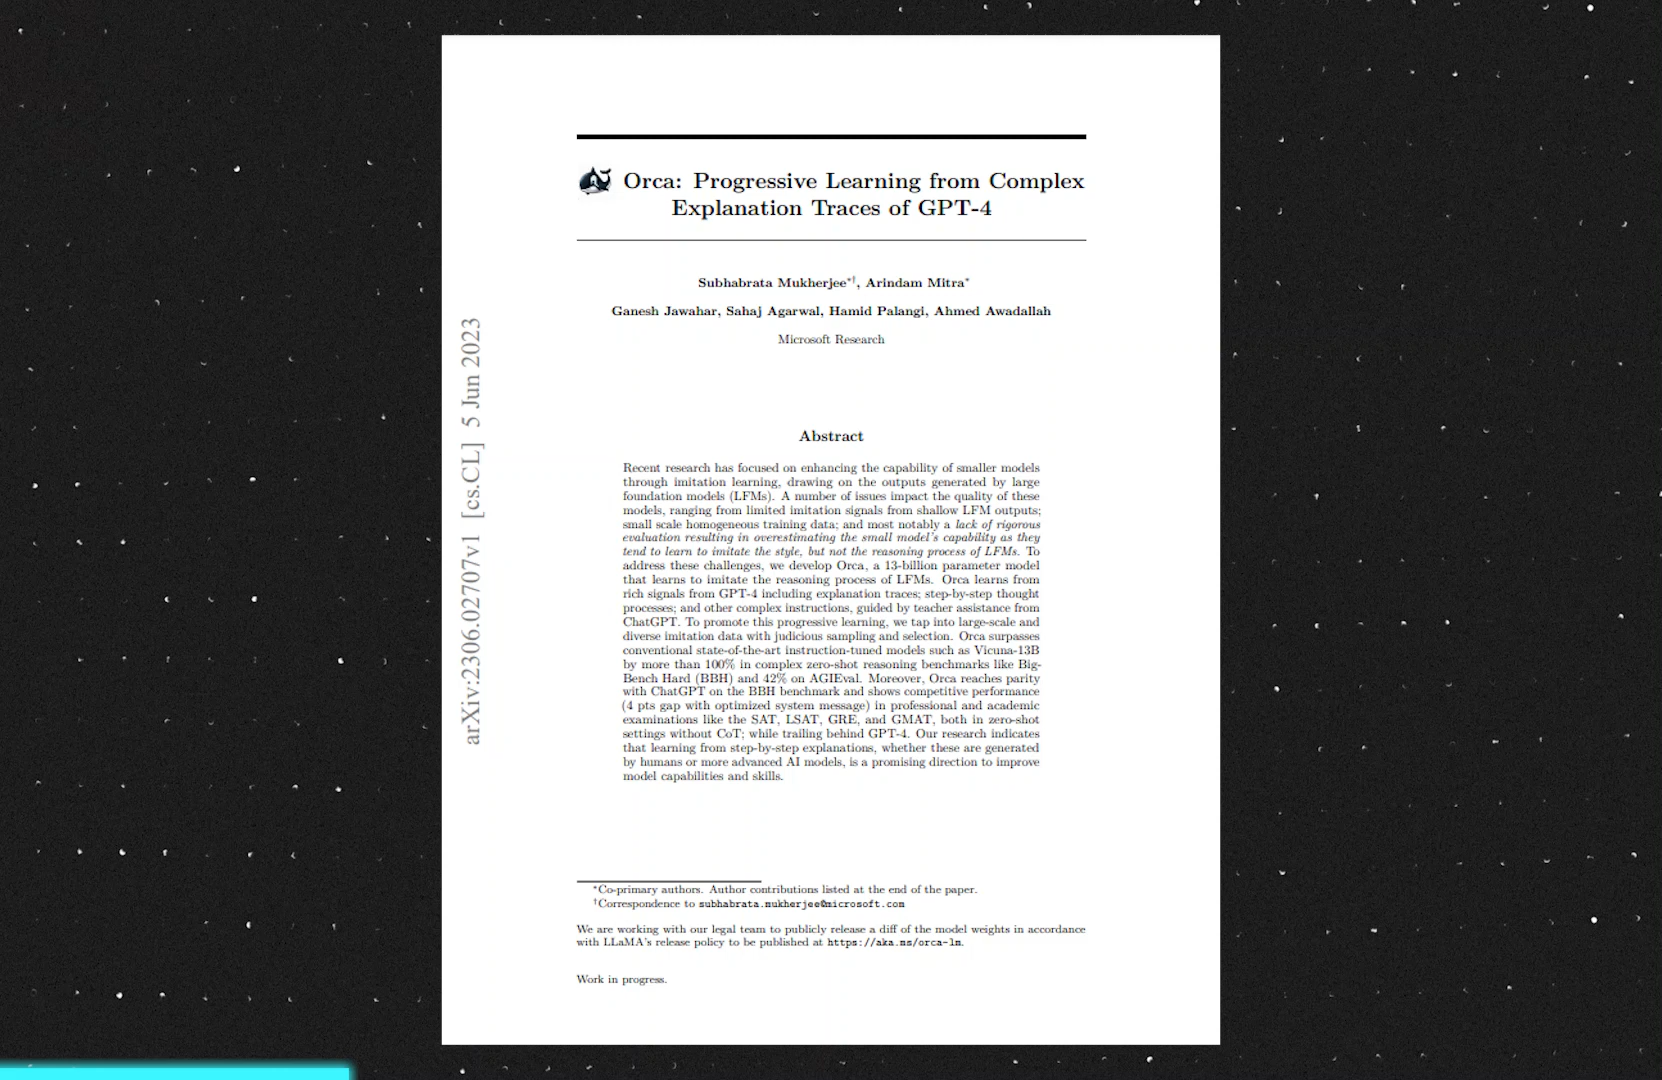 Orca: Progressive Learning from Complex
Explanation Traces of GPT-4
Subhabrata Mukherjee*†, Arindam Mitra*
Ganesh Jawahar, Sahaj Agarwal, Hamid Palangi, Ahmed Awadallah
Microsoft Research
arXiv:2306.02707v1 [cs.CL] 5 Jun 2023
Abstract
Recent research has focused on enhancing the capability of smaller models
through imitation learning, drawing on the outputs generated by large
foundation models (LFMs). A number of issues impact the quality of these
models, ranging from limited imitation signals from shallow LFM outputs;
small scale homogeneous training data; and most notably a lack of rigorous
evaluation resulting in overestimating the small model's capability as they
tend to learn to imitate the style, but not the reasoning process of LFMs. To
address these challenges, we develop Orca, a 13-billion parameter model
that learns to imitate the reasoning process of LFMs. Orca learns from
rich signals from GPT-4 including explanation traces; step-by-step thought
processes; and other complex instructions, guided by teacher assistance from
ChatGPT. To promote this progressive learning, we tap into large-scale and
diverse imitation data with judicious sampling and selection. Orca surpasses
conventional state-of-the-art instruction-tuned models such as Vicuna-13B
by more than 100% in complex zero-shot reasoning benchmarks like Big-
Bench Hard (BBH) and 42% on AGIEval. Moreover, Orca reaches parity
with ChatGPT on the BBH benchmark and shows competitive performance
(4 pts gap with optimized system message) in professional and academic
examinations like the SAT, LSAT, GRE, and GMAT, both in zero-shot
settings without CoT; while trailing behind GPT-4. Our research indicates
that learning from step-by-step explanations, whether these are generated
by humans or more advanced AI models, is a promising direction to improve
model capabilities and skills.
*Co-primary authors. Author contributions listed at the end of the paper.
†Correspondence to subhabrata.mukherjee@microsoft.com
We are working with our legal team to publicly release a diff of the model weights in accordance
with LLaMA's release policy to be published at https://aka.ms/orca-lm.
Work in progress.